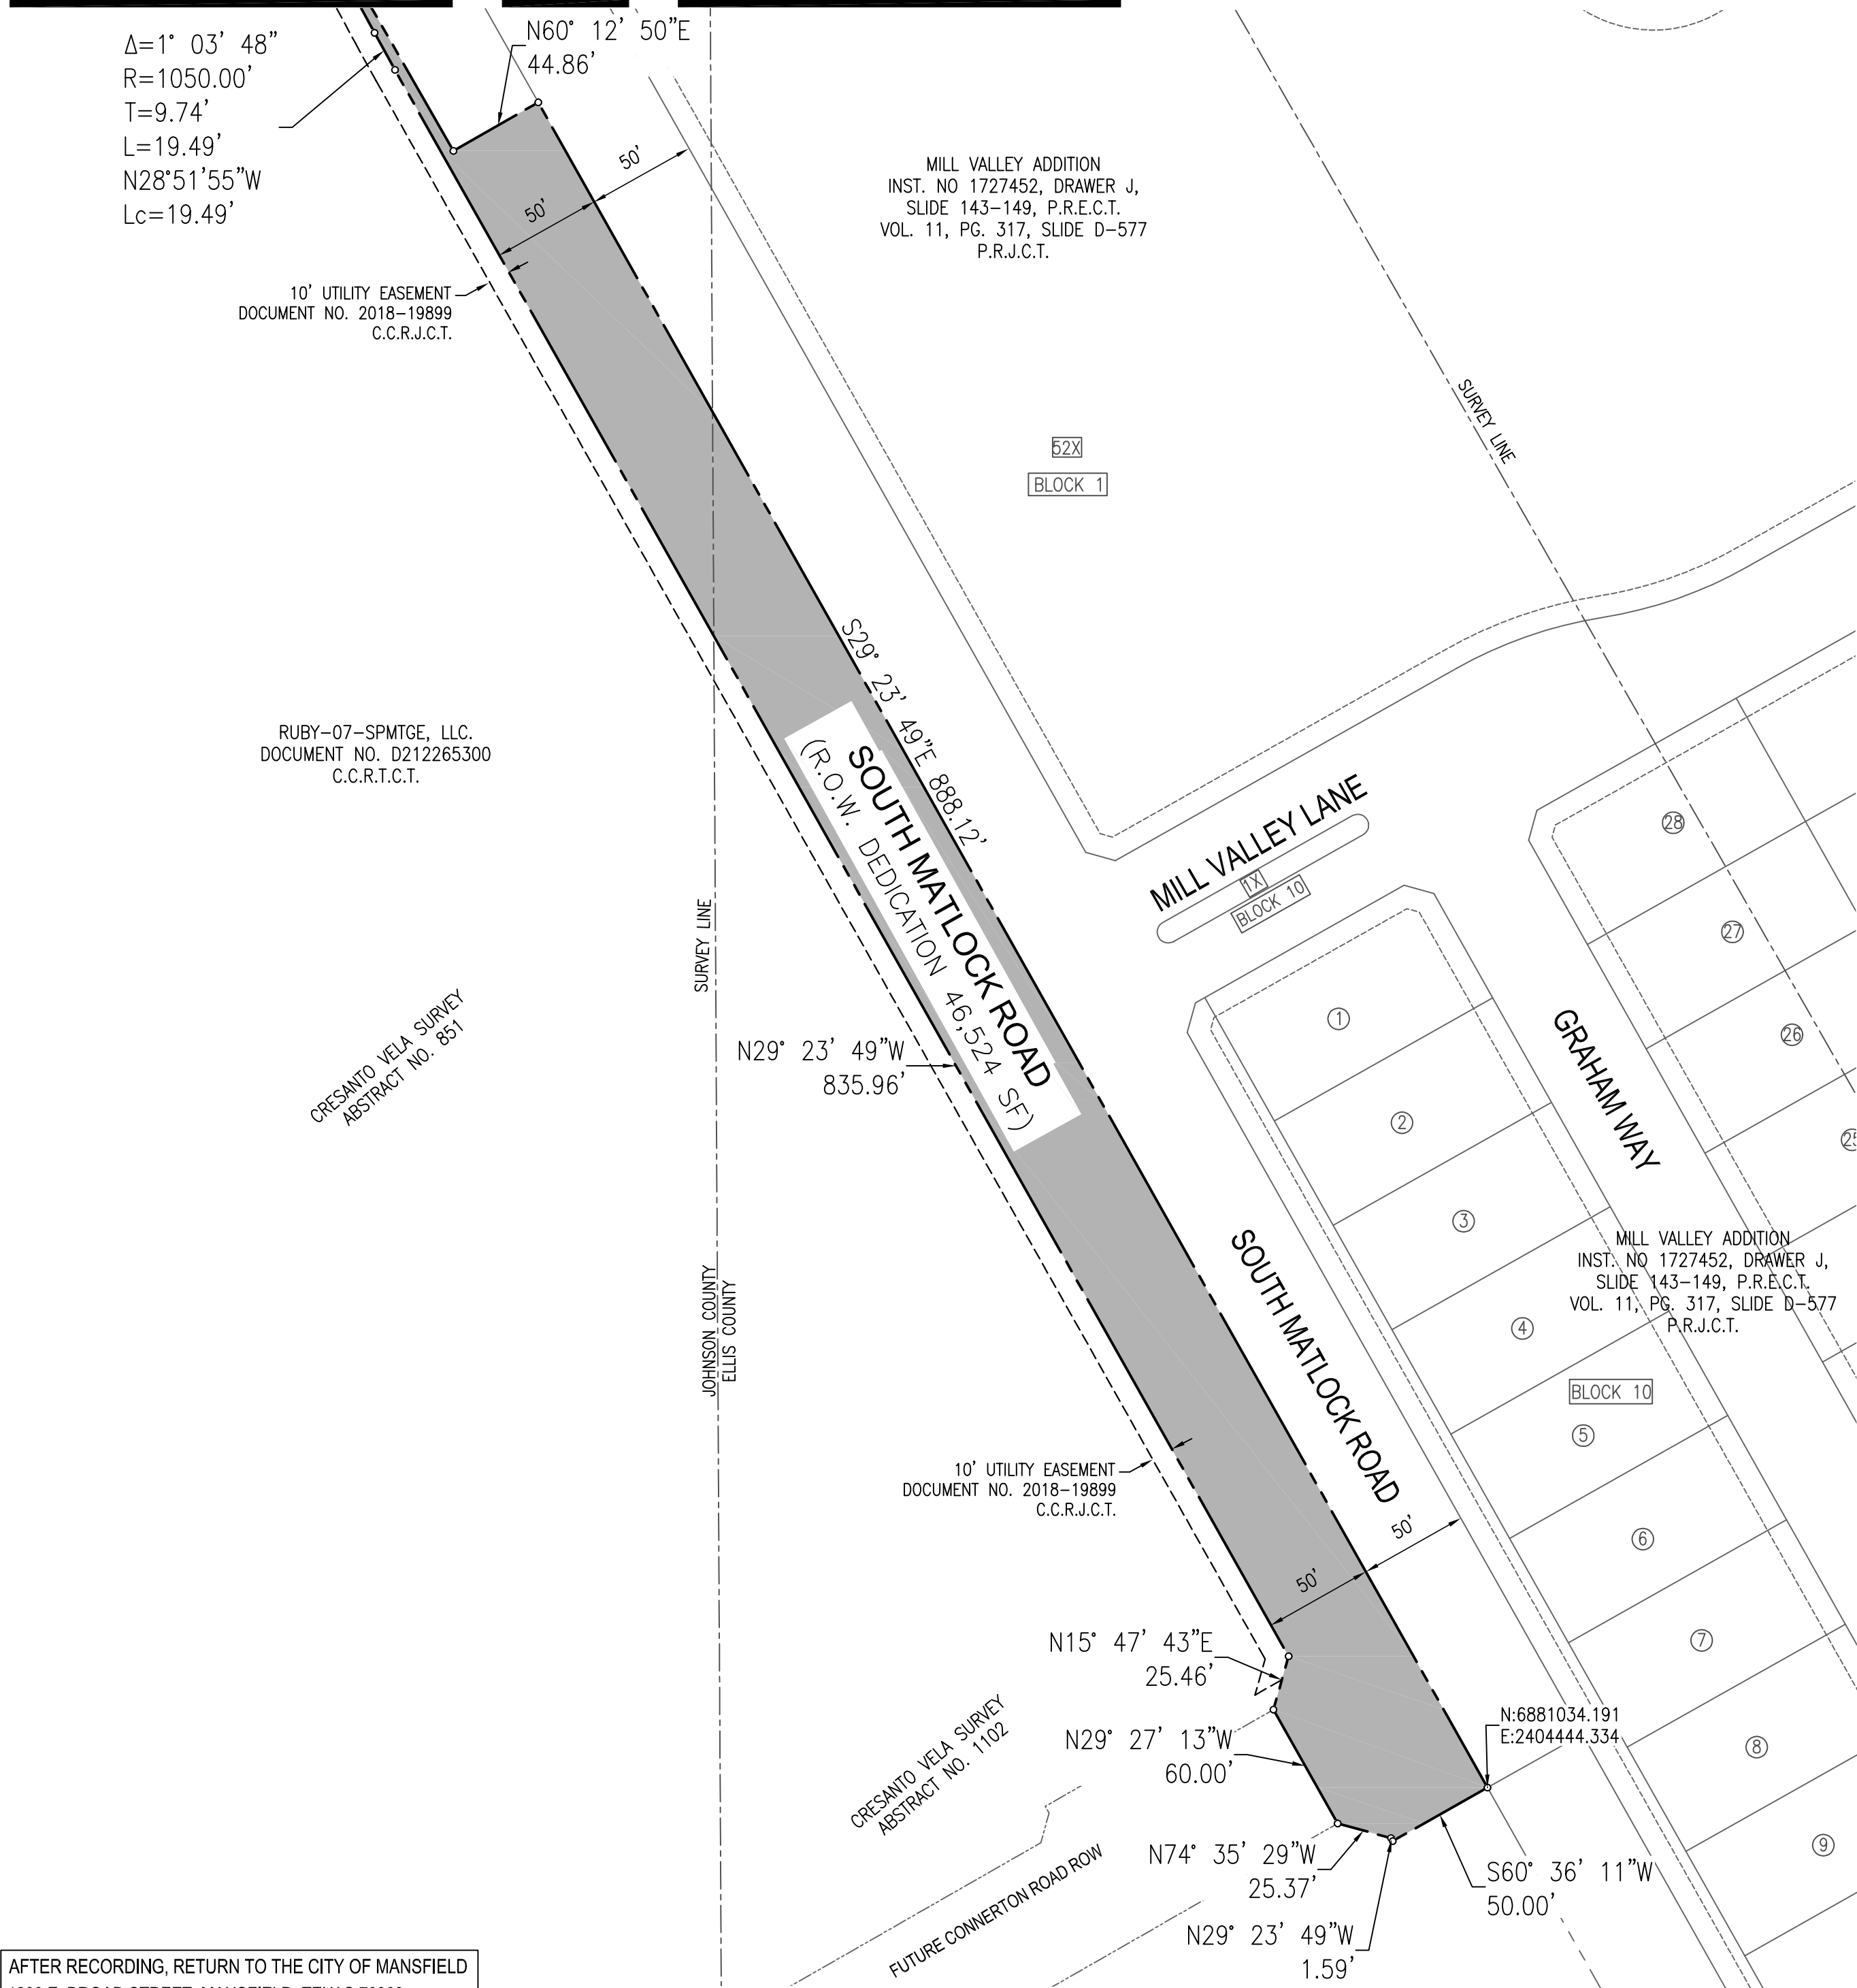 Δ=1° 03' 48"
R=1050.00'
T=9.74'
L=19.49'
N28°51'55"W
Lc=19.49'
N60° 12' 50"E
44.86'
50'
50'
MILL VALLEY ADDITION
INST. NO 1727452, DRAWER J,
SLIDE 143-149, P.R.E.C.T.
VOL. 11, PG. 317, SLIDE D-577
P.R.J.C.T.
10' UTILITY EASEMENT
DOCUMENT NO. 2018-19899
C.C.R.J.C.T.
SURVEY LINE
52X
BLOCK 1
RUBY-07-SPMTGE, LLC.
DOCUMENT NO. D212265300
C.C.R.T.C.T.
S29° 23' 49"E 888.12'
SOUTH MATLOCK ROAD
(R.O.W. DEDICATION 46,524 SF)
MILL VALLEY LANE
1X
BLOCK 10
28
27
26
SURVEY LINE
CRESANTO VELA SURVEY
ABSTRACT NO. 851
N29° 23' 49"W
835.96'
1
2
3
GRAHAM WAY
MILL VALLEY ADDITION
INST. NO 1727452, DRAWER J,
SLIDE 143-149, P.R.E.C.T.
VOL. 11, PG. 317, SLIDE D-577
P.R.J.C.T.
JOHNSON COUNTY
ELLIS COUNTY
SOUTH MATLOCK ROAD
4
BLOCK 10
5
6
7
8
9
10' UTILITY EASEMENT
DOCUMENT NO. 2018-19899
C.C.R.J.C.T.
50'
50'
N15° 47' 43"E
25.46'
N:6881034.191
E:2404444.334
N29° 27' 13"W
60.00'
CRESANTO VELA SURVEY
ABSTRACT NO. 1102
N74° 35' 29"W
25.37'
S60° 36' 11"W
50.00'
N29° 23' 49"W
1.59'
FUTURE CONNERTON ROAD ROW
AFTER RECORDING, RETURN TO THE CITY OF MANSFIELD